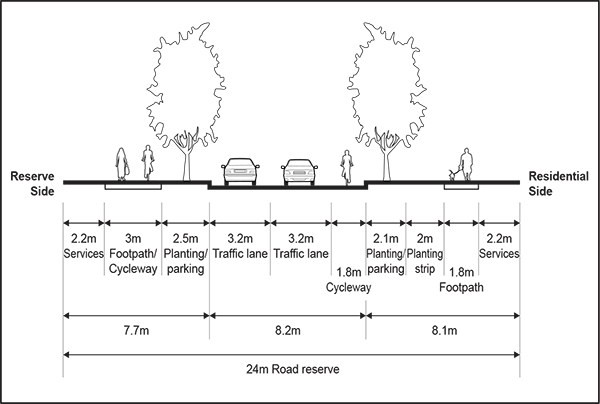 Reserve
Side
Residential
Side
2.2m
Services
3m
Footpath/
Cycleway
2.5m
Planting/
parking
3.2m
Traffic lane
3.2m
Traffic lane
1.8m
Cycleway
2.1m
Planting/
parking
2m
Planting
strip
1.8m
Footpath
2.2m
Services
7.7m
8.2m
8.1m
24m Road reserve